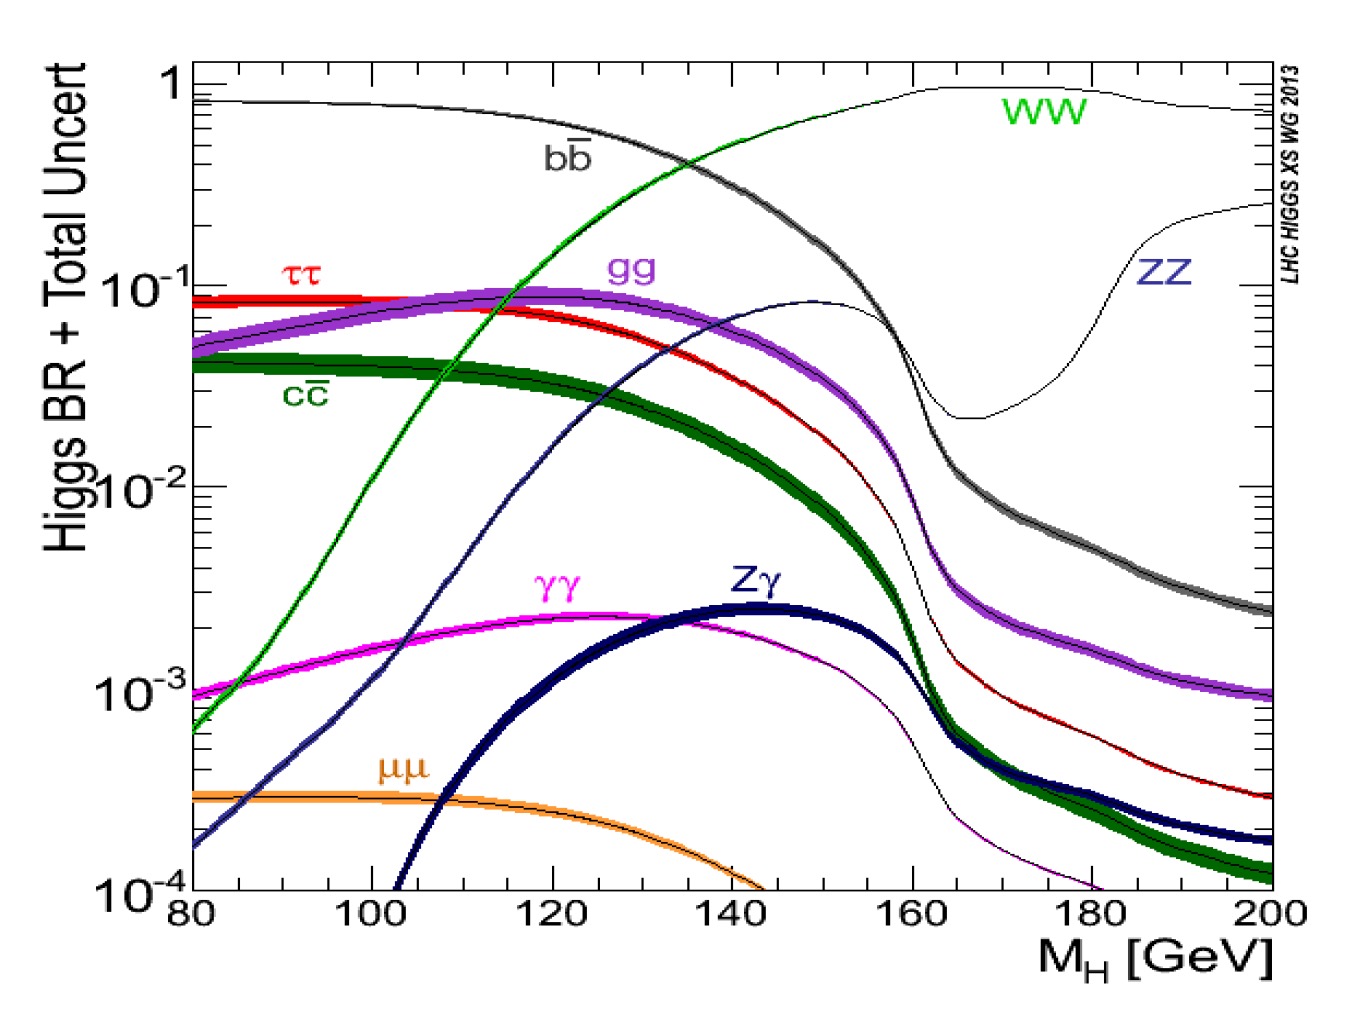 Higgs BR + Total Uncert
1
10⁻¹
10⁻²
10⁻³
10⁻⁴
80 100 120 140 160 180 200
M_H [GeV]
LHC HIGGS XS WG 2013
WW
bb̅
ττ
gg
ZZ
cc̅
γγ
Zγ
μμ